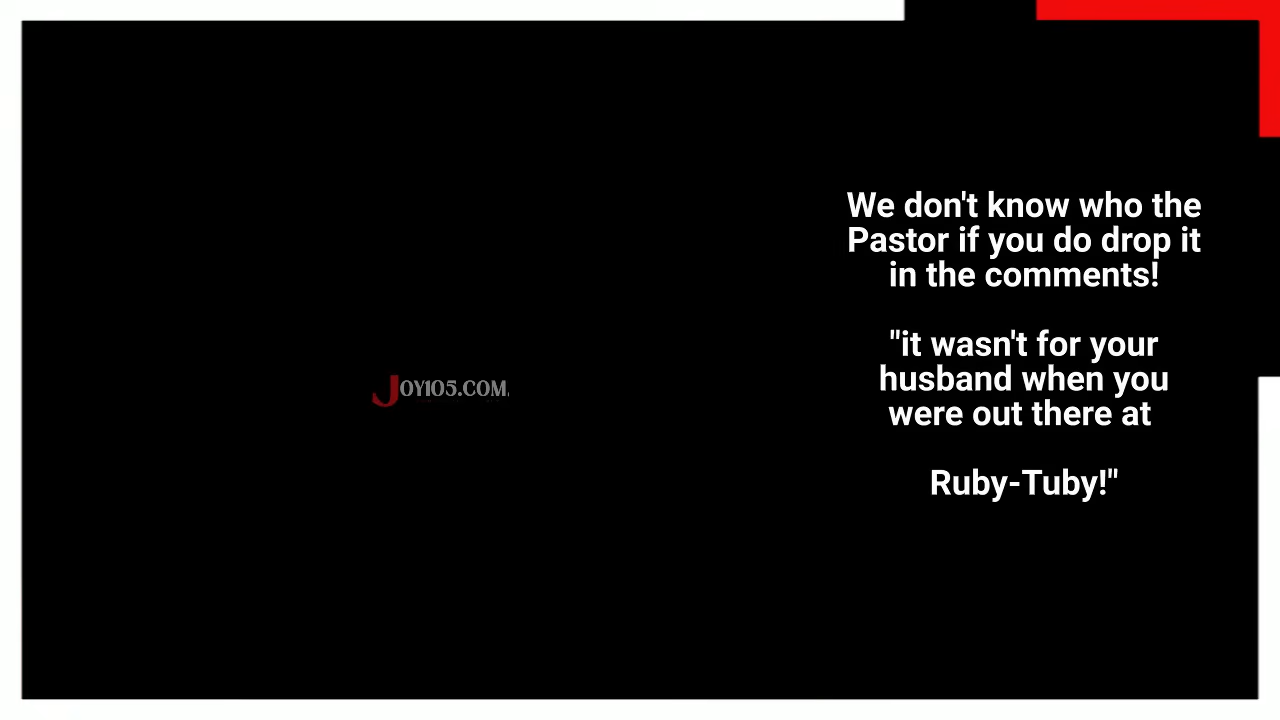 We don't know who the
Pastor if you do drop it
in the comments!
"it wasn't for your
husband when you
were out there at
Ruby-Tuby!"
JOY105.COM